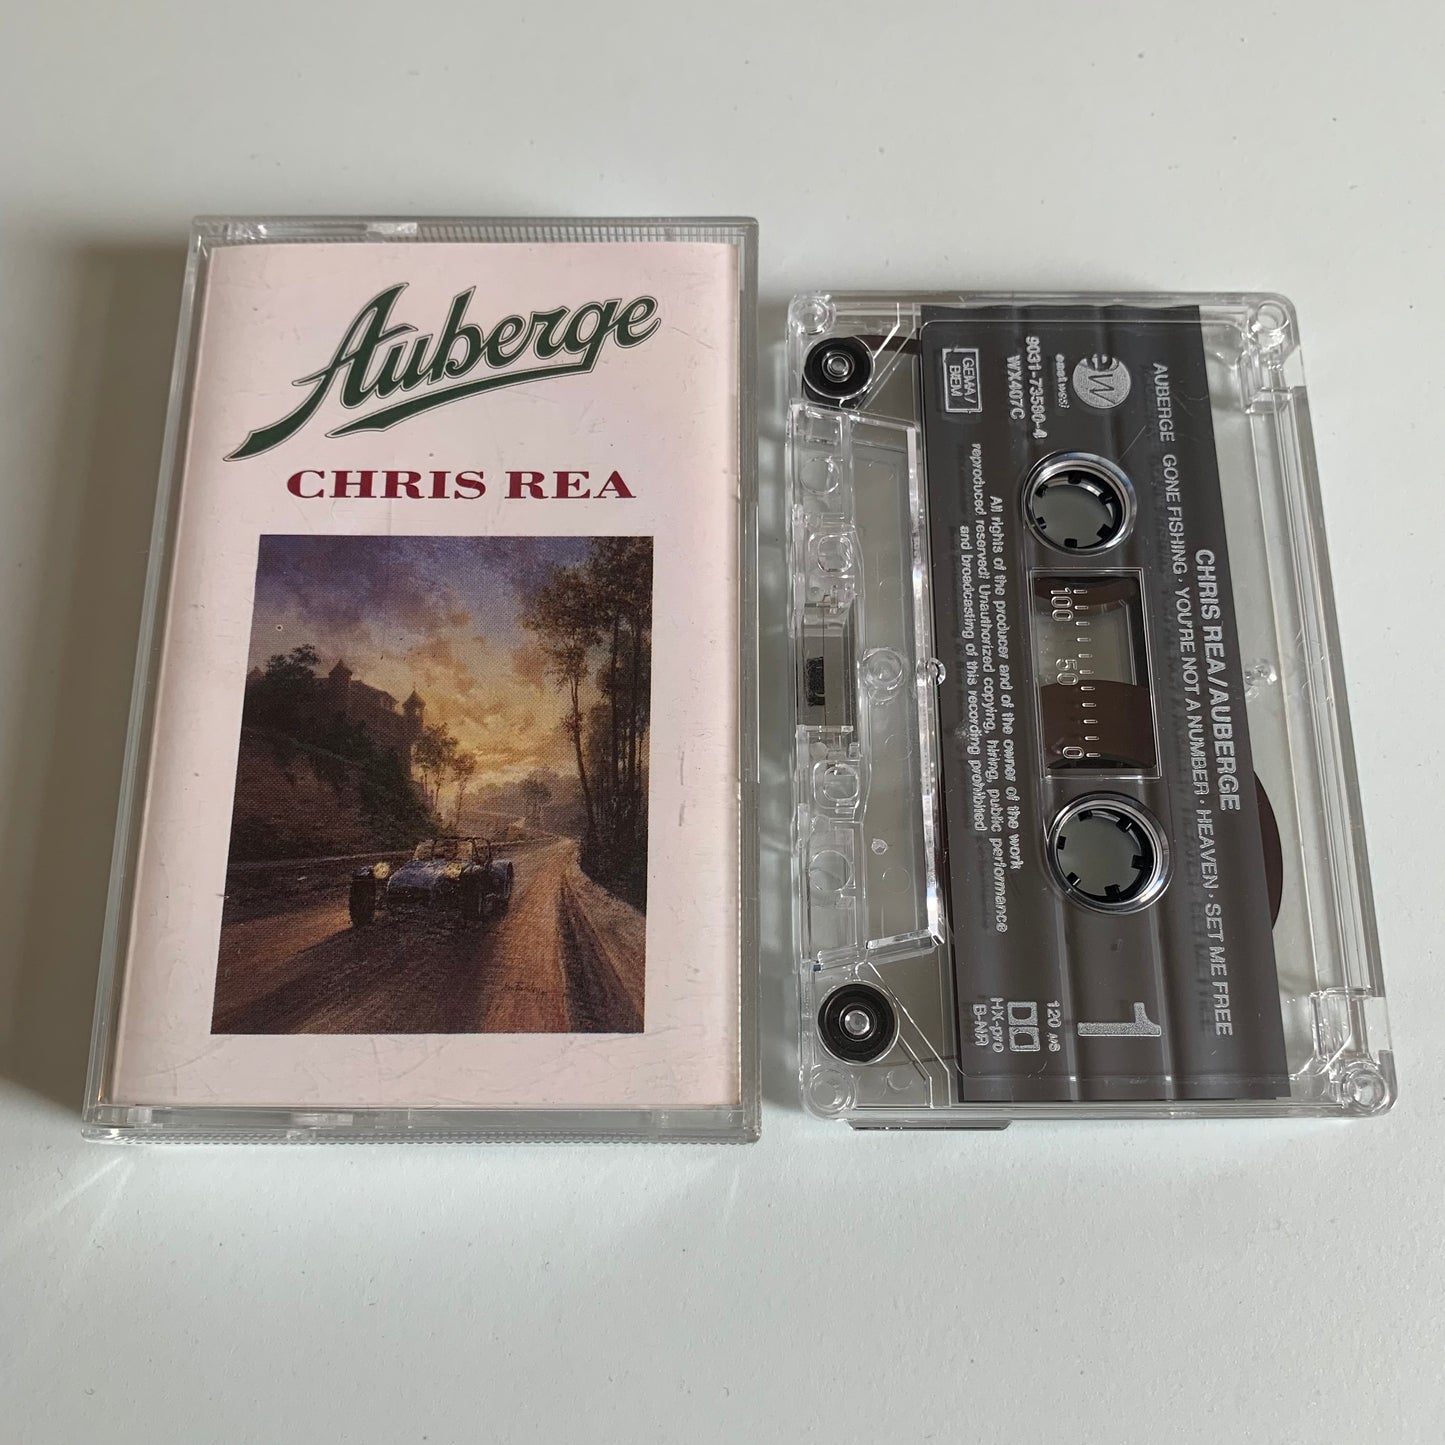 Auberge
CHRIS REA
CHRIS REA/AUBERGE
AUBERGE GONE FISHING · YOU'RE NOT A NUMBER · HEAVEN · SET ME FREE
ew
eastwest
9031-73580-4
WX407C
GEMA/
BIEM
100 50 0
1
All rights of the producer and of the owner of the work
reproduced reserved! Unauthorized copying, hiring, public performance
and broadcasting of this recording prohibited
120 µs
HX-pro
B-NR